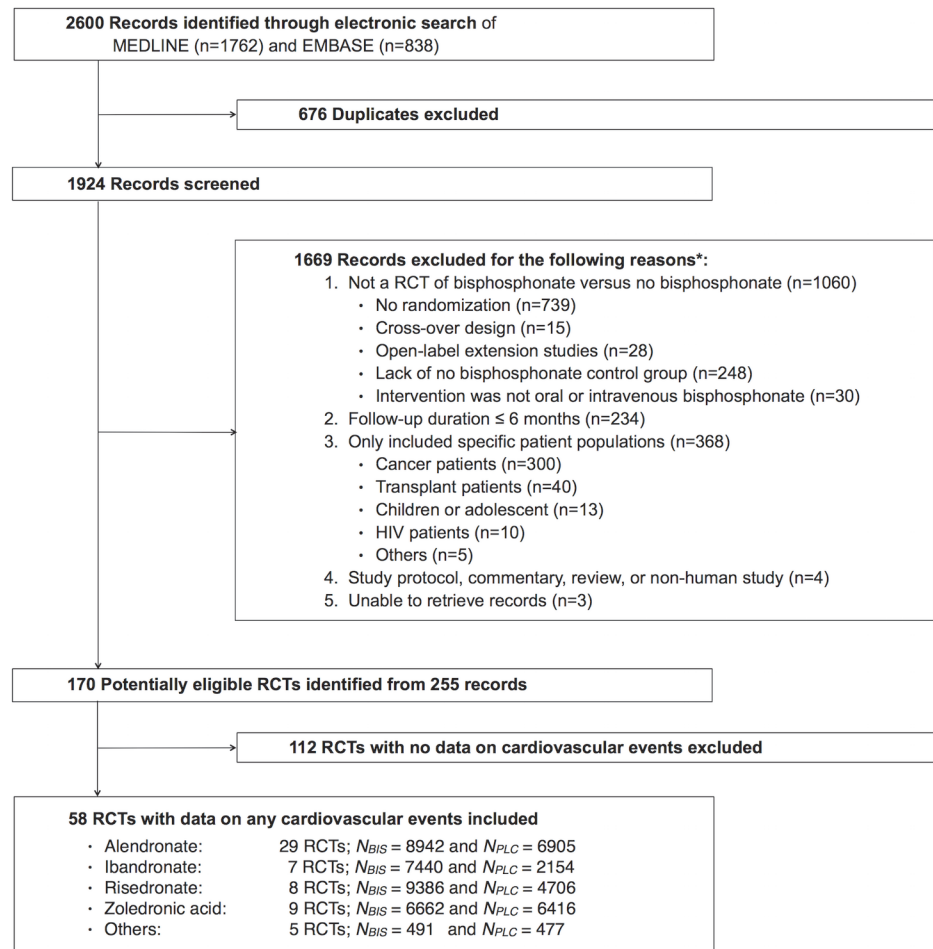 2600 Records identified through electronic search of
MEDLINE (n=1762) and EMBASE (n=838)
676 Duplicates excluded
1924 Records screened
1669 Records excluded for the following reasons*:
1. Not a RCT of bisphosphonate versus no bisphosphonate (n=1060)
• No randomization (n=739)
• Cross-over design (n=15)
• Open-label extension studies (n=28)
• Lack of no bisphosphonate control group (n=248)
• Intervention was not oral or intravenous bisphosphonate (n=30)
2. Follow-up duration ≤ 6 months (n=234)
3. Only included specific patient populations (n=368)
• Cancer patients (n=300)
• Transplant patients (n=40)
• Children or adolescent (n=13)
• HIV patients (n=10)
• Others (n=5)
4. Study protocol, commentary, review, or non-human study (n=4)
5. Unable to retrieve records (n=3)
170 Potentially eligible RCTs identified from 255 records
112 RCTs with no data on cardiovascular events excluded
58 RCTs with data on any cardiovascular events included
• Alendronate: 29 RCTs; NBIS = 8942 and NPLC = 6905
• Ibandronate: 7 RCTs; NBIS = 7440 and NPLC = 2154
• Risedronate: 8 RCTs; NBIS = 9386 and NPLC = 4706
• Zoledronic acid: 9 RCTs; NBIS = 6662 and NPLC = 6416
• Others: 5 RCTs; NBIS = 491 and NPLC = 477